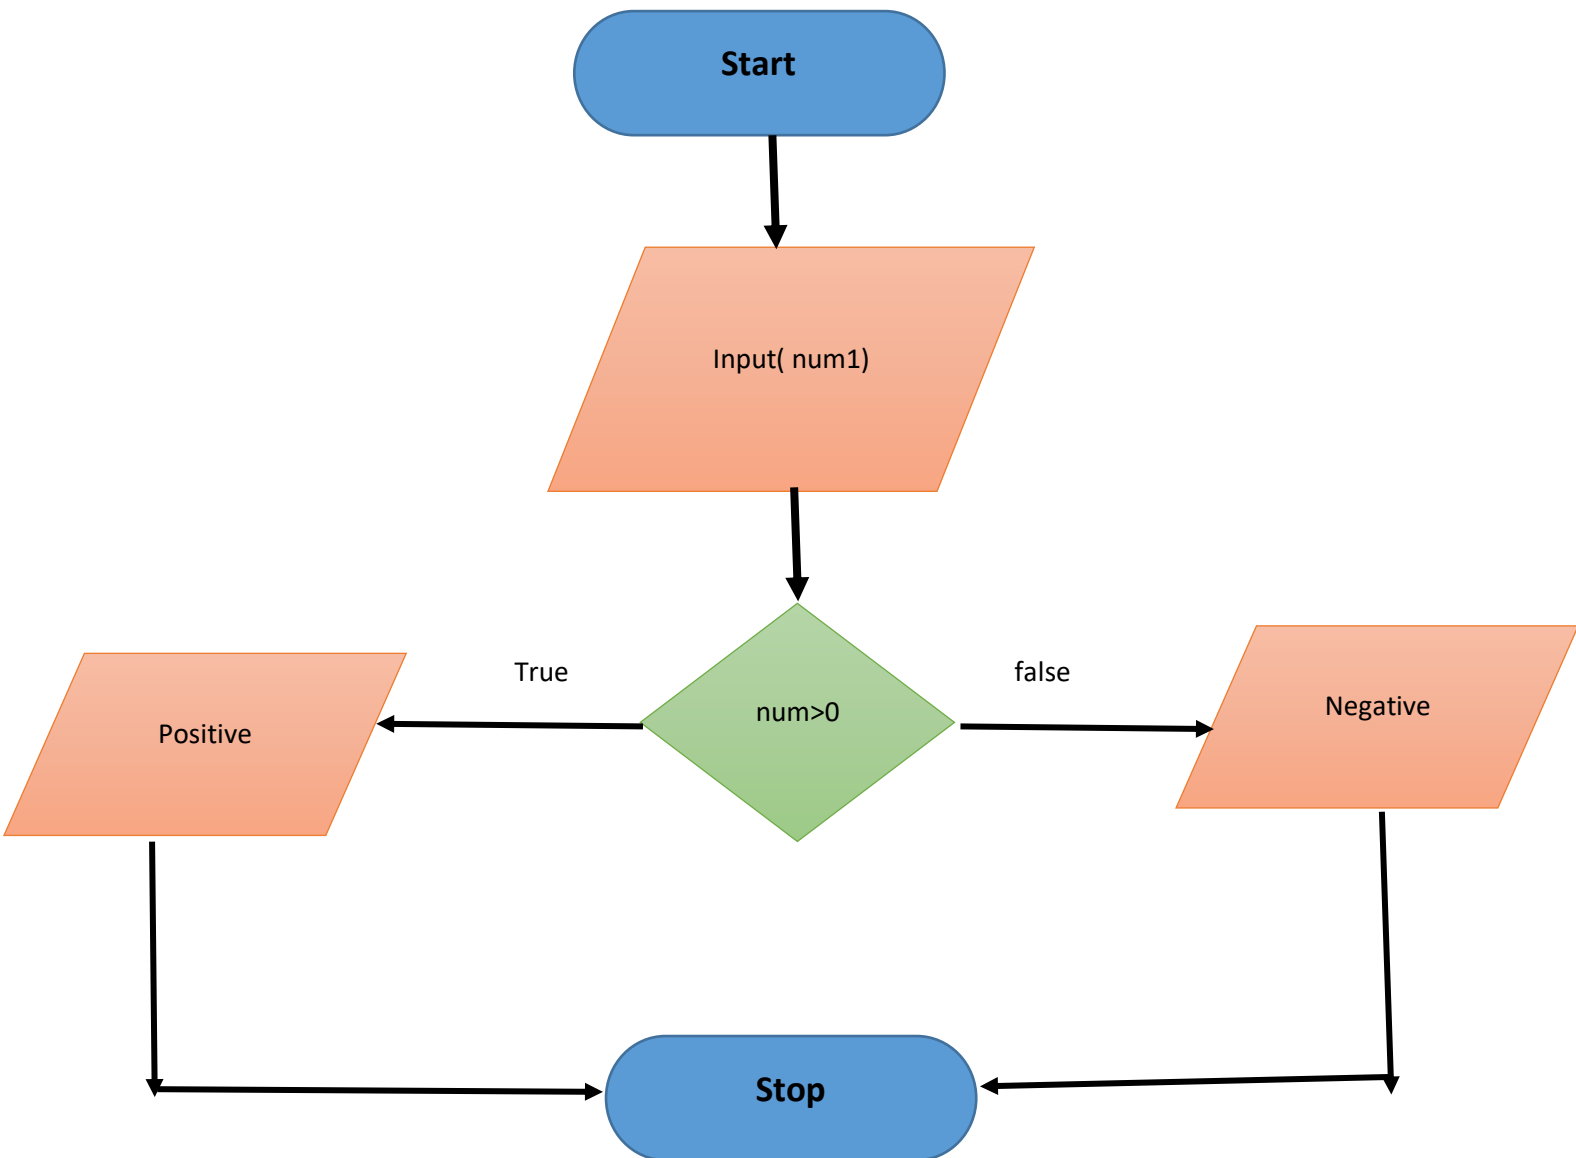 Start
Input( num1)
True
false
num>0
Positive
Negative
Stop